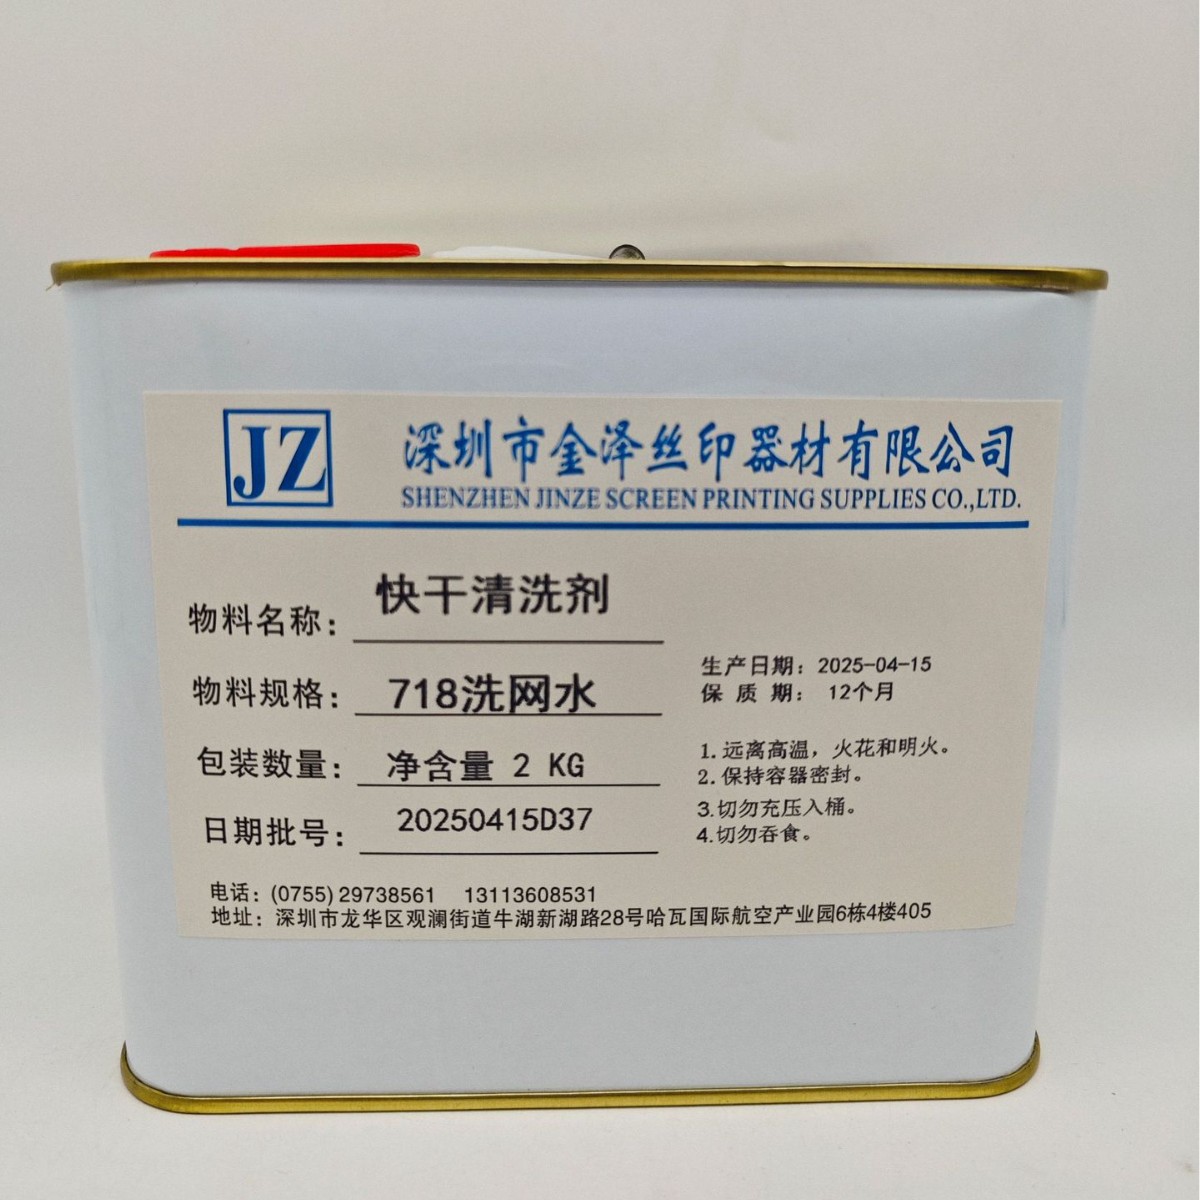 JZ
深圳市金泽丝印器材有限公司
SHENZHEN JINZE SCREEN PRINTING SUPPLIES CO.,LTD.
物料名称: 快干清洗剂
物料规格: 718洗网水
包装数量: 净含量 2 KG
日期批号: 20250415D37
生产日期: 2025-04-15
保 质 期: 12个月
1.远离高温，火花和明火。
2.保持容器密封。
3.切勿充压入桶。
4.切勿吞食。
电话: (0755) 29738561 13113608531
地址: 深圳市龙华区观澜街道牛湖新湖路28号哈瓦国际航空产业园6栋4楼405